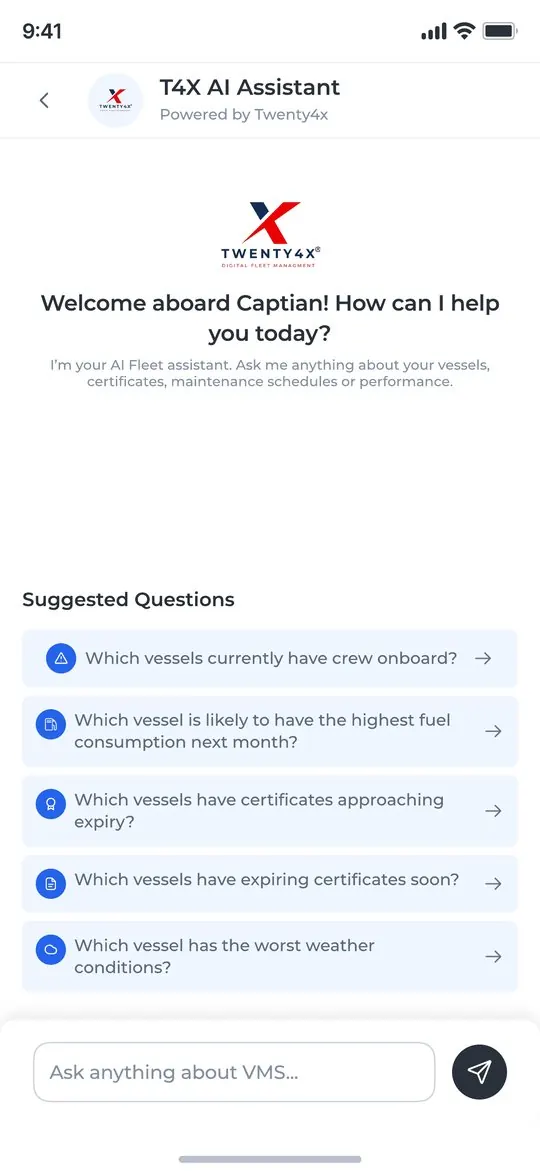 9:41
TWENTY4X
T4X AI Assistant
Powered by Twenty4x
TWENTY4X®
DIGITAL FLEET MANAGMENT
Welcome aboard Captian! How can I help
you today?
I'm your AI Fleet assistant. Ask me anything about your vessels,
certificates, maintenance schedules or performance.
Suggested Questions
Which vessels currently have crew onboard?
Which vessel is likely to have the highest fuel
consumption next month?
Which vessels have certificates approaching
expiry?
Which vessels have expiring certificates soon?
Which vessel has the worst weather
conditions?
Ask anything about VMS...